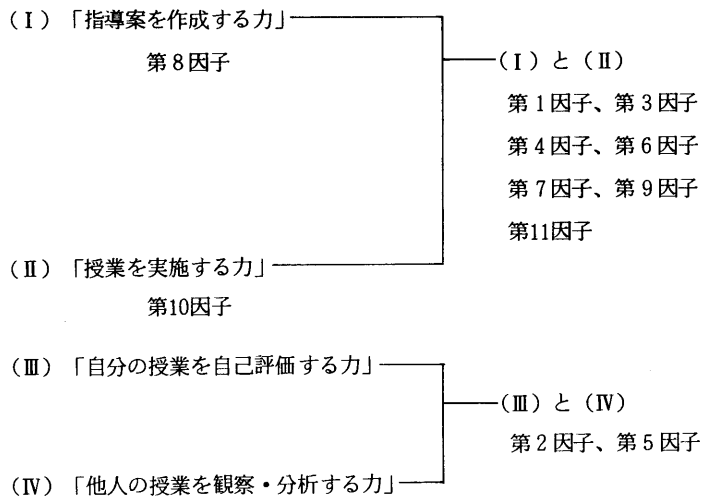 (Ⅰ)「指導案を作成する力」
第8因子
(Ⅰ)と(Ⅱ)
第1因子、第3因子
第4因子、第6因子
第7因子、第9因子
第11因子
(Ⅱ)「授業を実施する力」
第10因子
(Ⅲ)「自分の授業を自己評価する力」
(Ⅲ)と(Ⅳ)
第2因子、第5因子
(Ⅳ)「他人の授業を観察・分析する力」